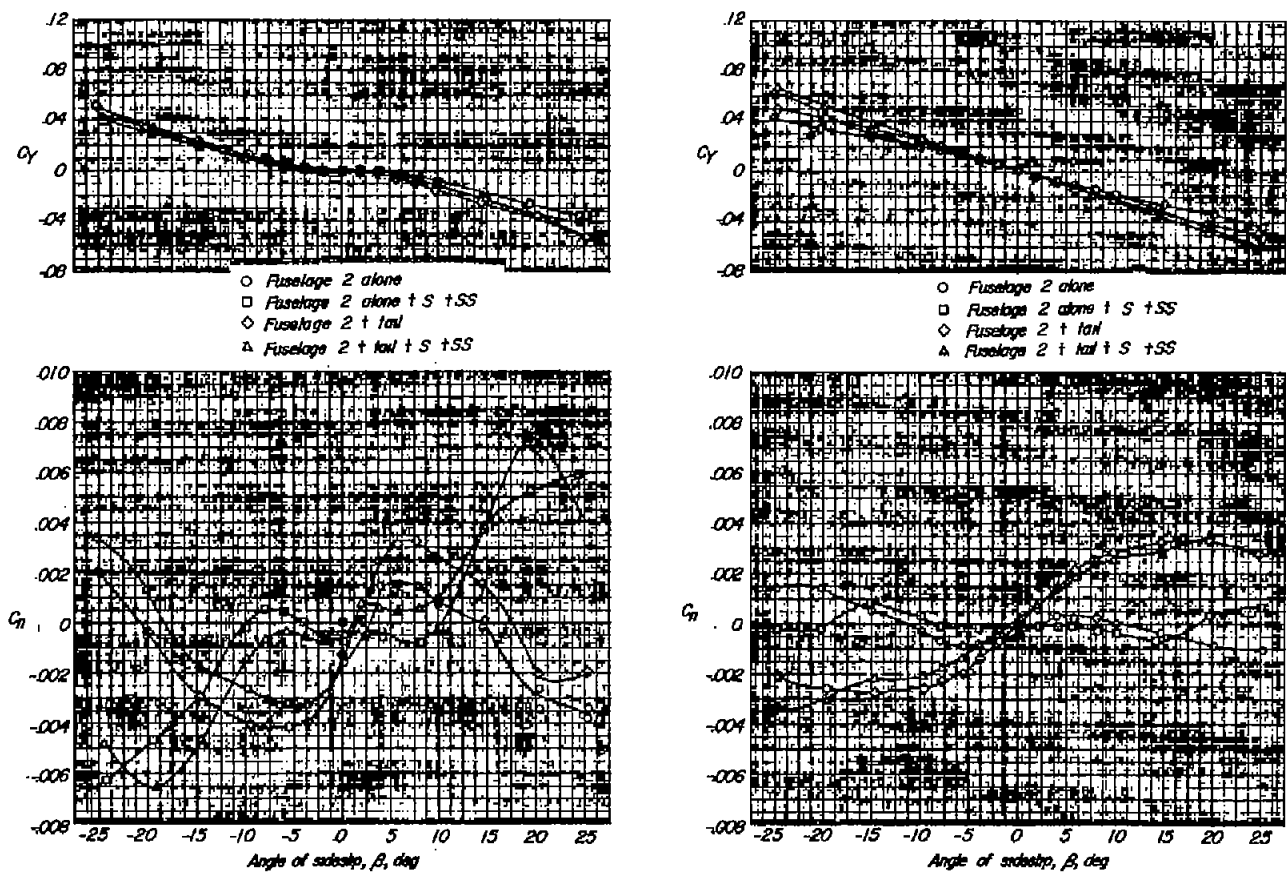 .12
.08
.04
C_Y
0
-.04
-.08
○ Fuselage 2 alone
□ Fuselage 2 alone + S + SS
◇ Fuselage 2 + tail
△ Fuselage 2 + tail + S + SS
.010
.008
.006
.004
.002
C_n
0
-.002
-.004
-.006
-.008
-25 -20 -15 -10 -5 0 5 10 15 20 25
Angle of sideslip, β, deg
.12
.08
.04
C_Y
0
-.04
-.08
○ Fuselage 2 alone
□ Fuselage 2 alone + S + SS
◇ Fuselage 2 + tail
△ Fuselage 2 + tail + S + SS
.010
.008
.006
.004
.002
C_n
0
-.002
-.004
-.006
-.008
-25 -20 -15 -10 -5 0 5 10 15 20 25
Angle of sideslip, β, deg